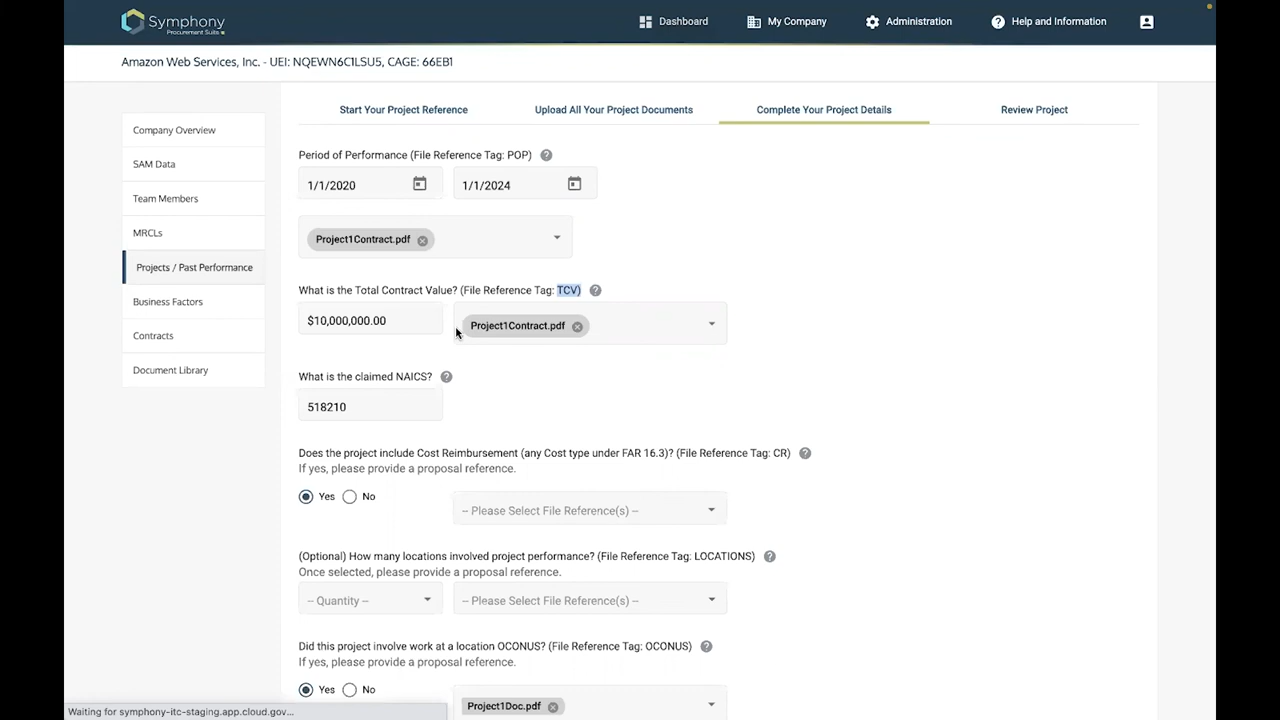 Symphony
Procurement Suite
Dashboard
My Company
Administration
Help and Information
Amazon Web Services, Inc. - UEI: NQEWN6C1LSU5, CAGE: 66EB1
Company Overview
SAM Data
Team Members
MRCLs
Projects / Past Performance
Business Factors
Contracts
Document Library
Start Your Project Reference
Upload All Your Project Documents
Complete Your Project Details
Review Project
Period of Performance (File Reference Tag: POP)
1/1/2020
1/1/2024
Project1Contract.pdf
What is the Total Contract Value? (File Reference Tag: TCV)
$10,000,000.00
Project1Contract.pdf
What is the claimed NAICS?
518210
Does the project include Cost Reimbursement (any Cost type under FAR 16.3)? (File Reference Tag: CR)
If yes, please provide a proposal reference.
Yes No
-- Please Select File Reference(s) --
(Optional) How many locations involved project performance? (File Reference Tag: LOCATIONS)
Once selected, please provide a proposal reference.
-- Quantity --
-- Please Select File Reference(s) --
Did this project involve work at a location OCONUS? (File Reference Tag: OCONUS)
If yes, please provide a proposal reference.
Yes No
Project1Doc.pdf
Waiting for symphony-itc-staging.app.cloud.gov...